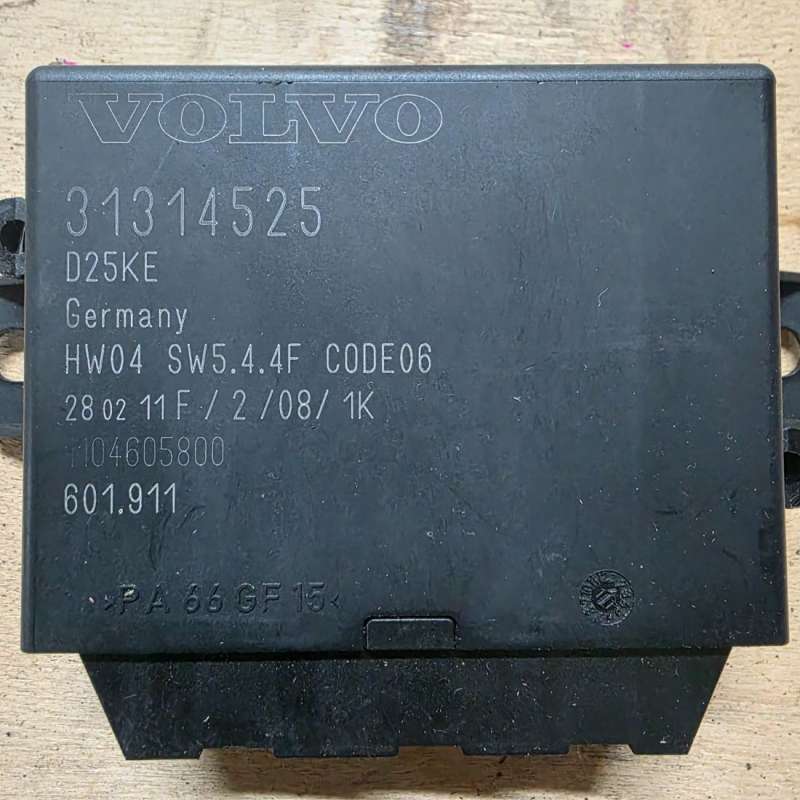 VOLVO
31314525
D25KE
Germany
HW04 SW5.4.4F CODE06
28 02 11 F / 2 / 08 / 1K
1104605800
601.911
>PA 66 GF 15<